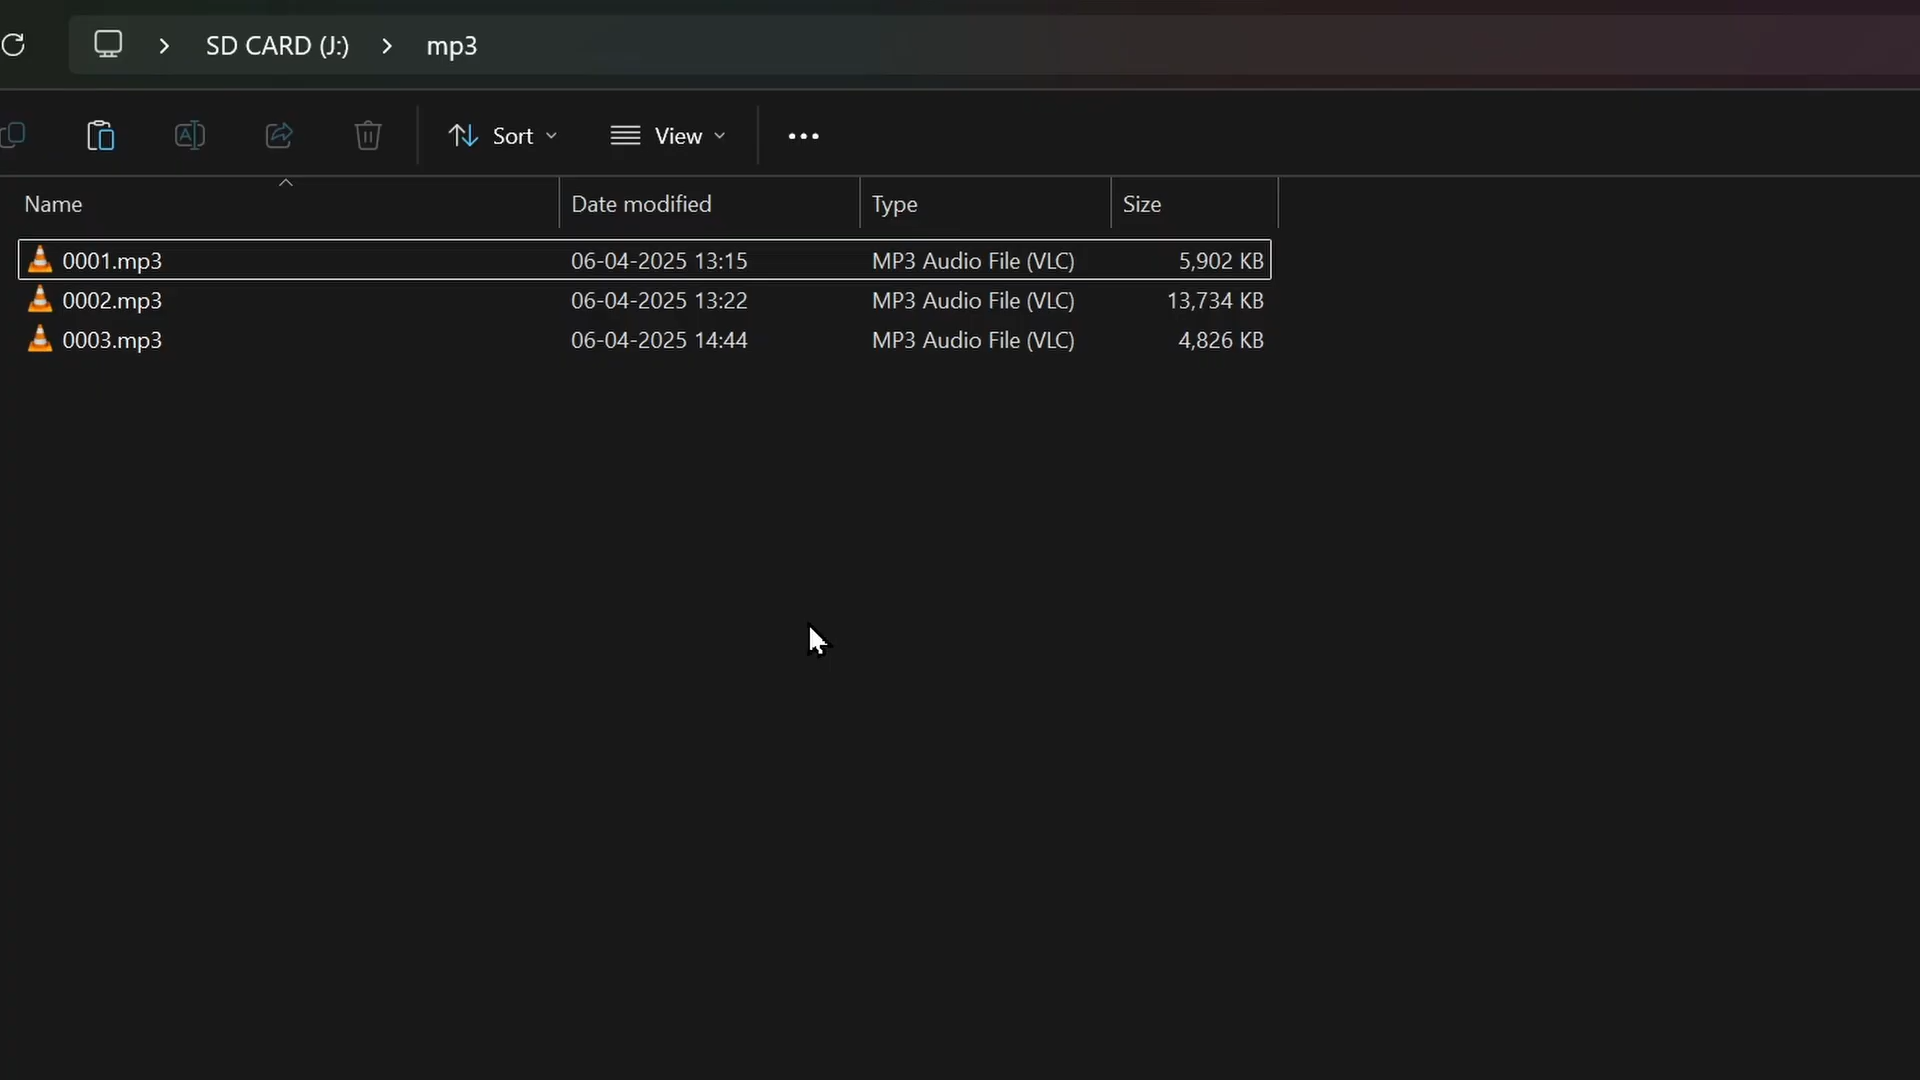 SD CARD (J:) > mp3
Sort View
Name Date modified Type Size
0001.mp3 06-04-2025 13:15 MP3 Audio File (VLC) 5,902 KB
0002.mp3 06-04-2025 13:22 MP3 Audio File (VLC) 13,734 KB
0003.mp3 06-04-2025 14:44 MP3 Audio File (VLC) 4,826 KB